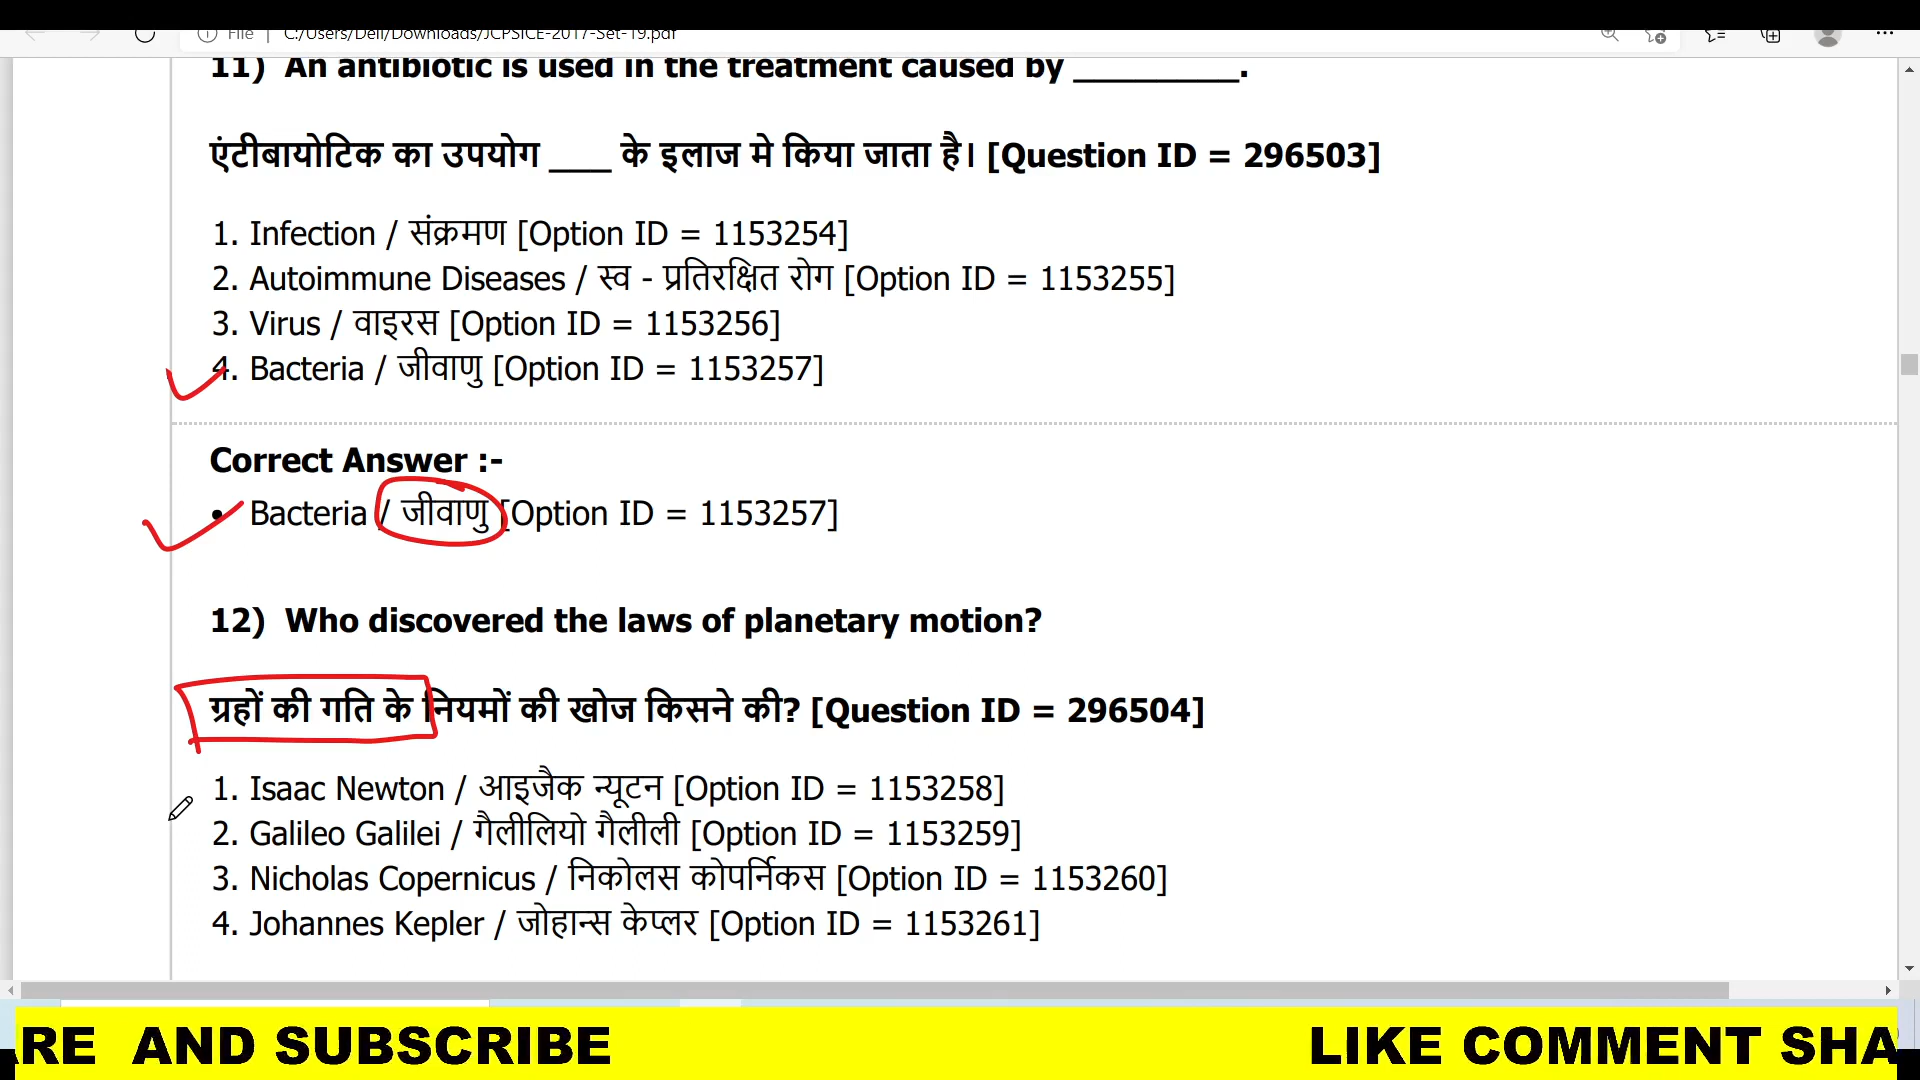 File | C:/Users/Dell/Downloads/JCPSICE-2017-Set-19.pdf
11) An antibiotic is used in the treatment caused by __________.
एंटीबायोटिक का उपयोग ____ के इलाज मे किया जाता है। [Question ID = 296503]
1. Infection / संक्रमण [Option ID = 1153254]
2. Autoimmune Diseases / स्व - प्रतिरक्षित रोग [Option ID = 1153255]
3. Virus / वाइरस [Option ID = 1153256]
4. Bacteria / जीवाणु [Option ID = 1153257]
Correct Answer :-
• Bacteria / जीवाणु [Option ID = 1153257]
12) Who discovered the laws of planetary motion?
ग्रहों की गति के नियमों की खोज किसने की? [Question ID = 296504]
1. Isaac Newton / आइजैक न्यूटन [Option ID = 1153258]
2. Galileo Galilei / गैलीलियो गैलीली [Option ID = 1153259]
3. Nicholas Copernicus / निकोलस कोपर्निकस [Option ID = 1153260]
4. Johannes Kepler / जोहान्स केप्लर [Option ID = 1153261]
ARE AND SUBSCRIBE LIKE COMMENT SHA